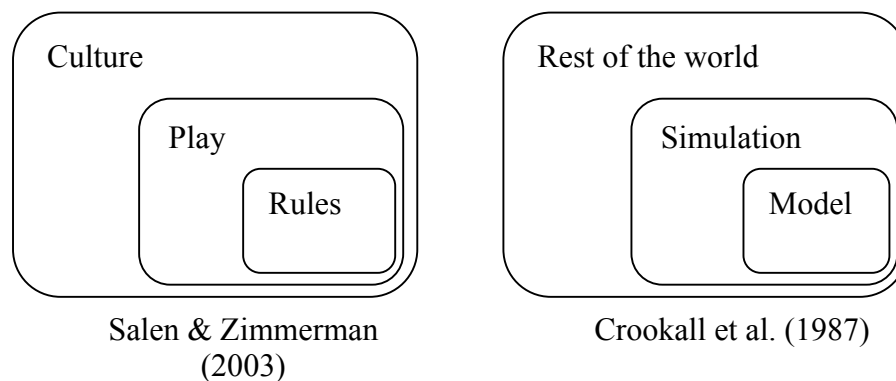 Culture
Play
Rules
Salen & Zimmerman
(2003)
Rest of the world
Simulation
Model
Crookall et al. (1987)